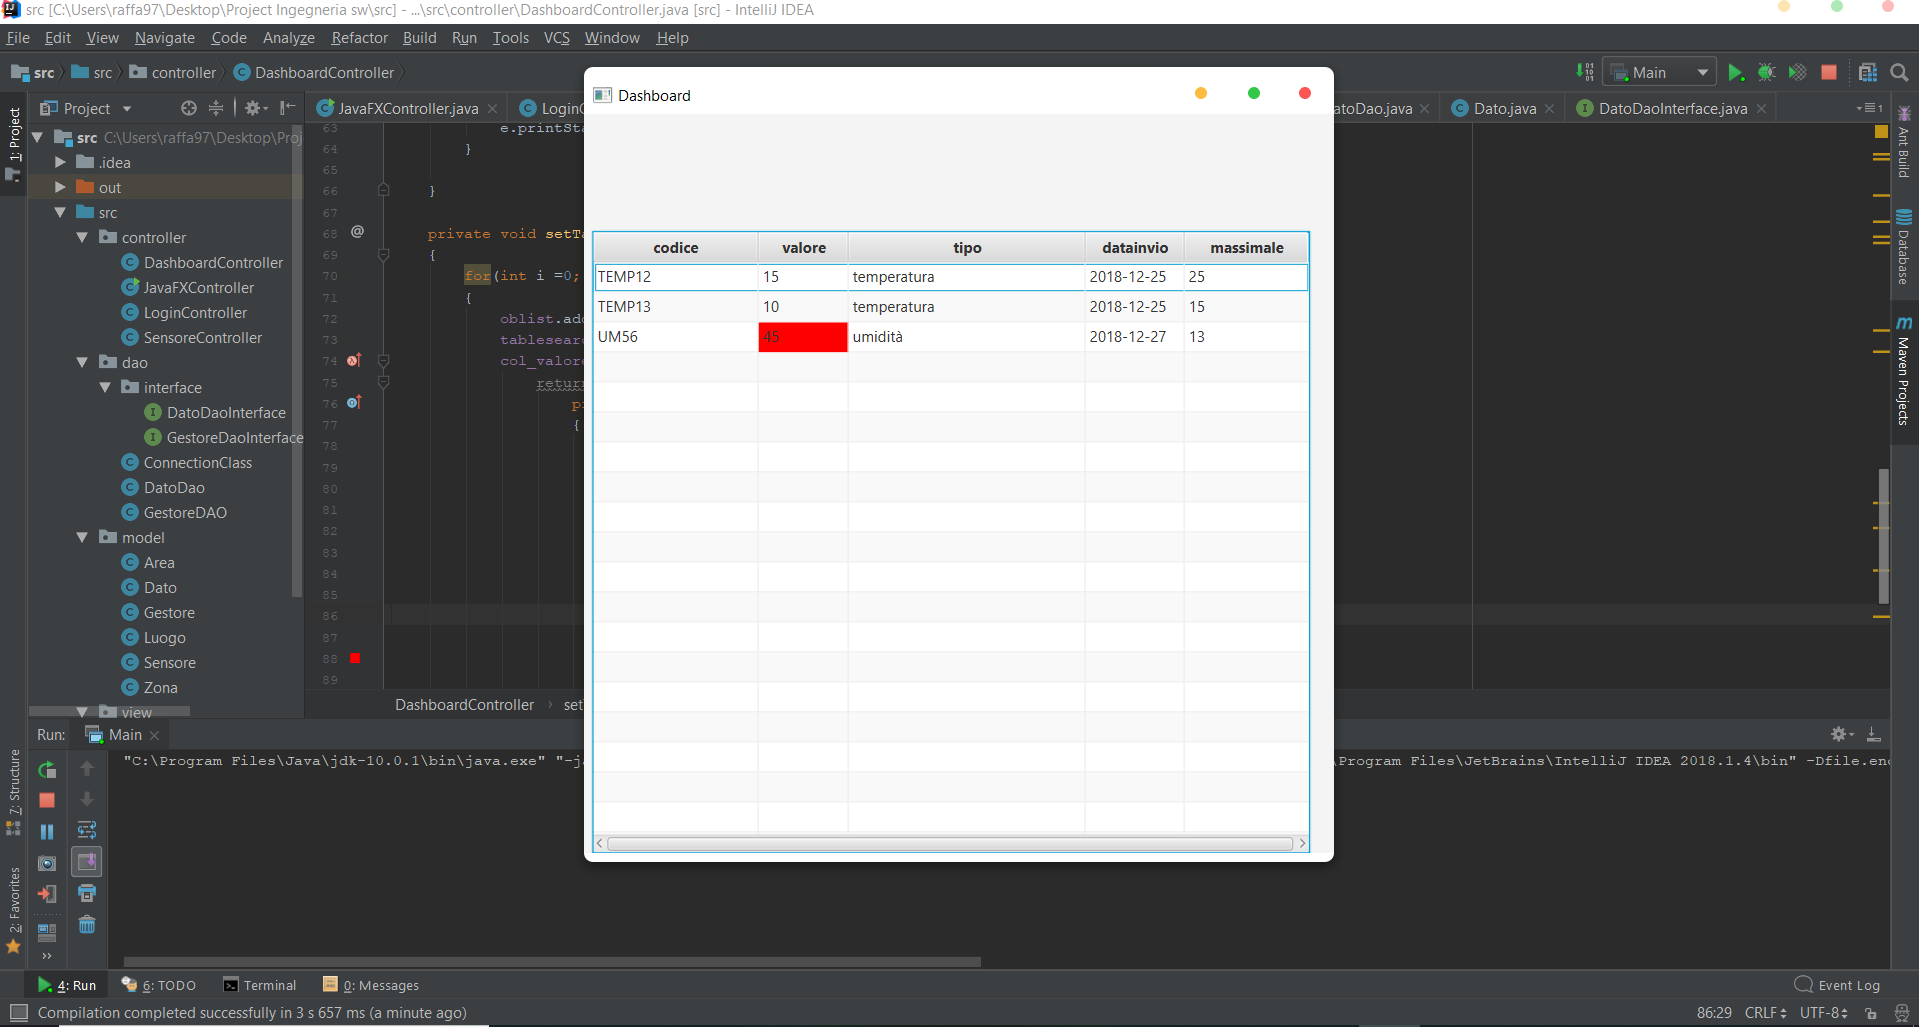 src [C:\Users\raffa97\Desktop\Project Ingegneria sw\src] - ...\src\controller\DashboardController.java [src] - IntelliJ IDEA
File Edit View Navigate Code Analyze Refactor Build Run Tools VCS Window Help
src src controller DashboardController Main
Project JavaFXController.java Login atoDao.java Dato.java DatoDaoInterface.java
1: Project
src C:\Users\raffa97\Desktop\Proj
.idea
out
src
controller
DashboardController
JavaFXController
LoginController
SensoreController
dao
interface
DatoDaoInterface
GestoreDaoInterface
ConnectionClass
DatoDao
GestoreDAO
model
Area
Dato
Gestore
Luogo
Sensore
Zona
view
63 e.printSta
64 }
65
66 }
67
68 @ private void setTa
69 {
70 for(int i =0;
71 {
72 oblist.add
73 tablesearc
74 col_valore
75 return
76 pr
77 {
78
79
80
81
82
83
84
85
86
87
88
89
DashboardController › set
Dashboard
codice valore tipo datainvio massimale
TEMP12 15 temperatura 2018-12-25 25
TEMP13 10 temperatura 2018-12-25 15
UM56 45 umidità 2018-12-27 13
Ant Build
Database
Maven Projects
Run: Main
"C:\Program Files\Java\jdk-10.0.1\bin\java.exe" "-ja \Program Files\JetBrains\IntelliJ IDEA 2018.1.4\bin" -Dfile.enc
7: Structure
2: Favorites
4: Run 6: TODO Terminal 0: Messages Event Log
Compilation completed successfully in 3 s 657 ms (a minute ago) 86:29 CRLF UTF-8